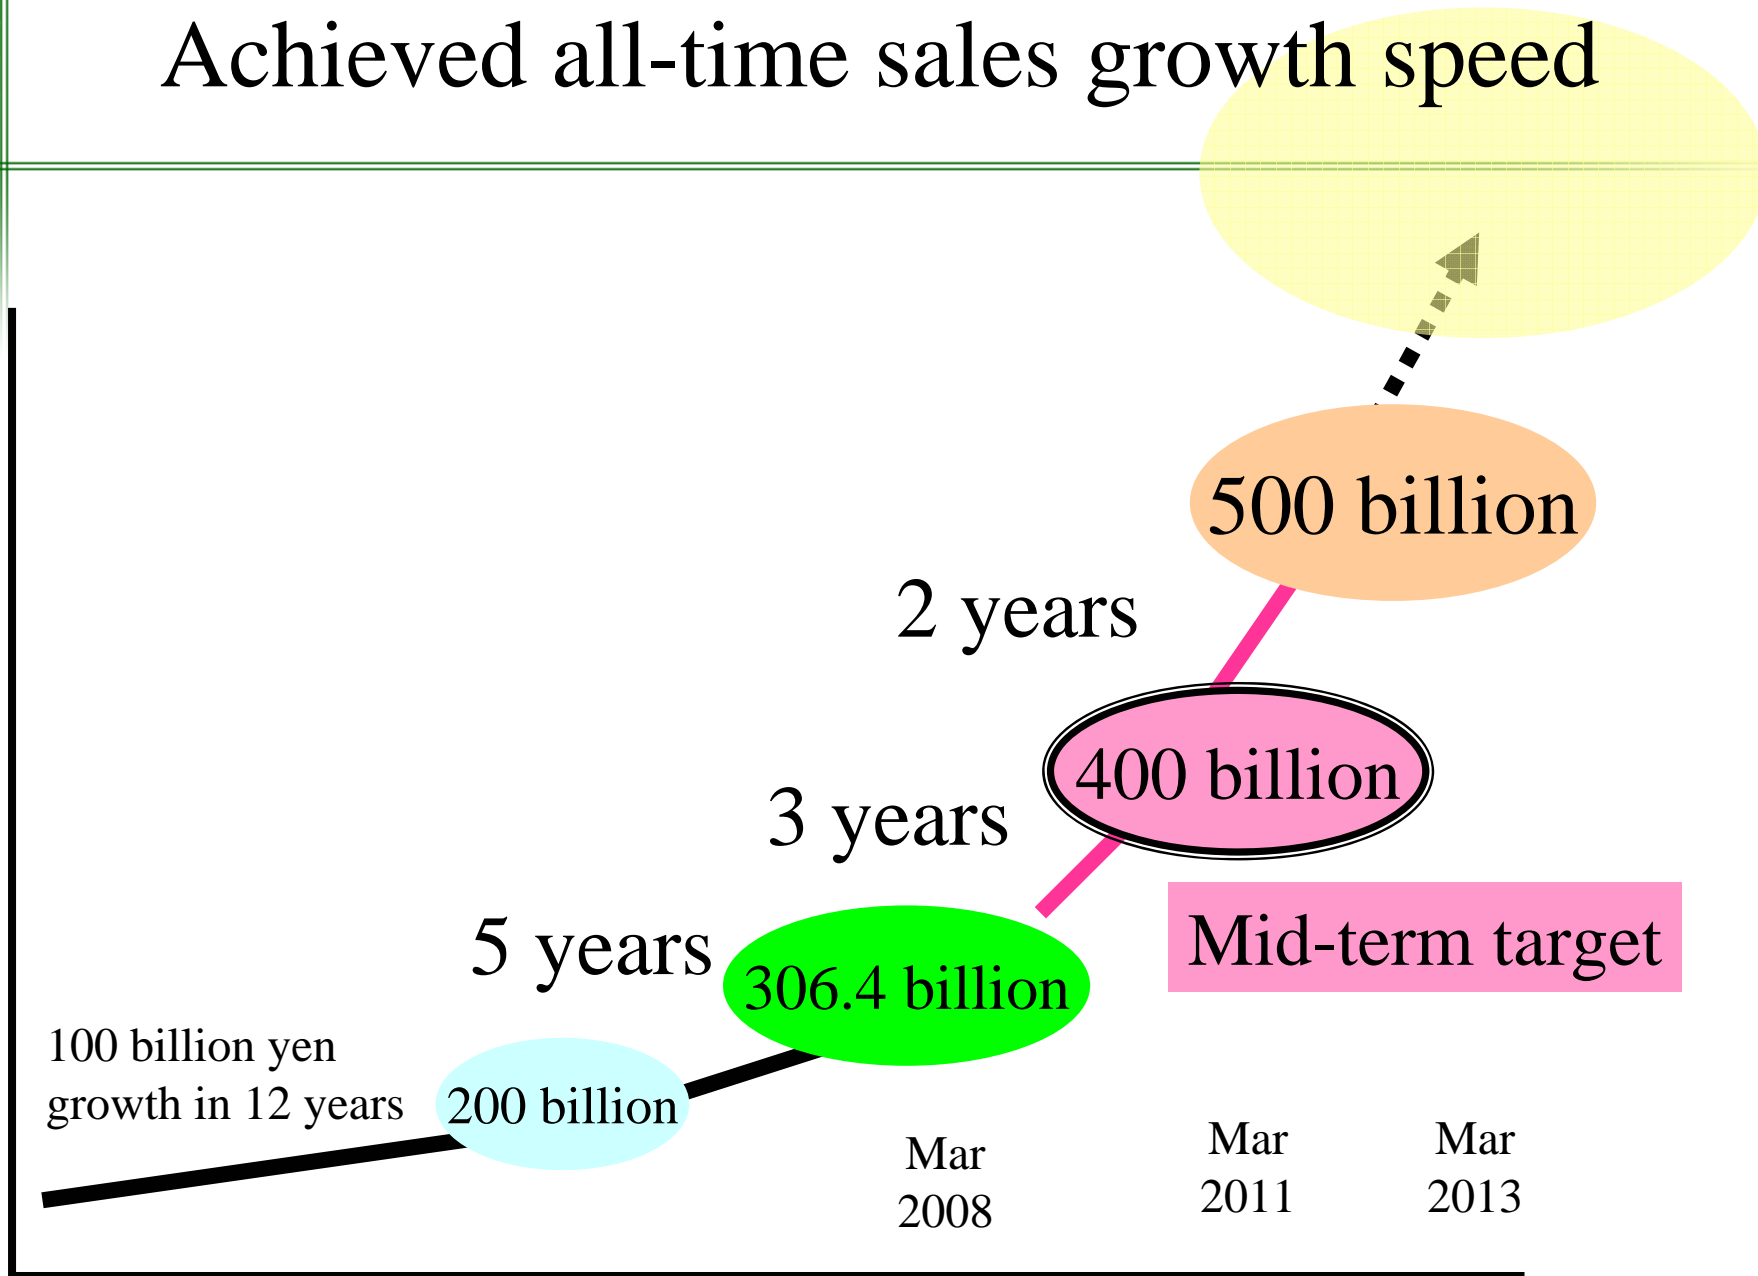 Achieved all-time sales growth speed
500 billion
2 years
400 billion
3 years
Mid-term target
5 years
306.4 billion
100 billion yen
growth in 12 years
200 billion
Mar
2008
Mar
2011
Mar
2013